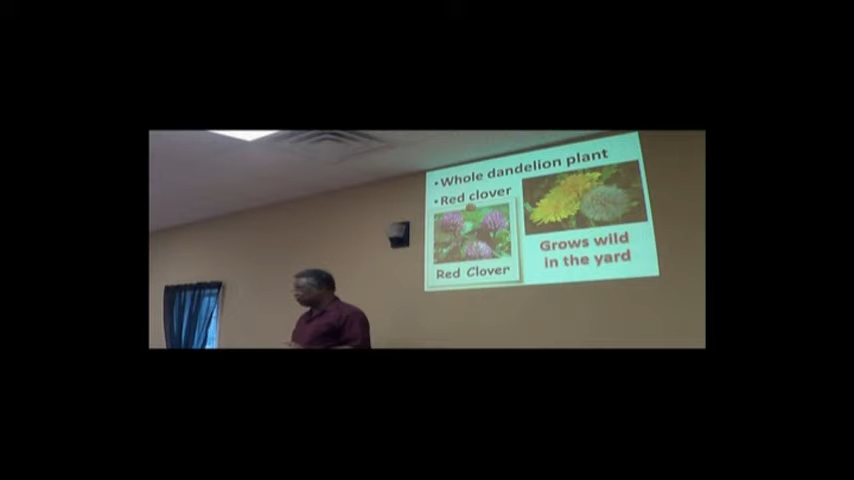 •Whole dandelion plant
•Red clover
Red Clover
Grows wild
in the yard